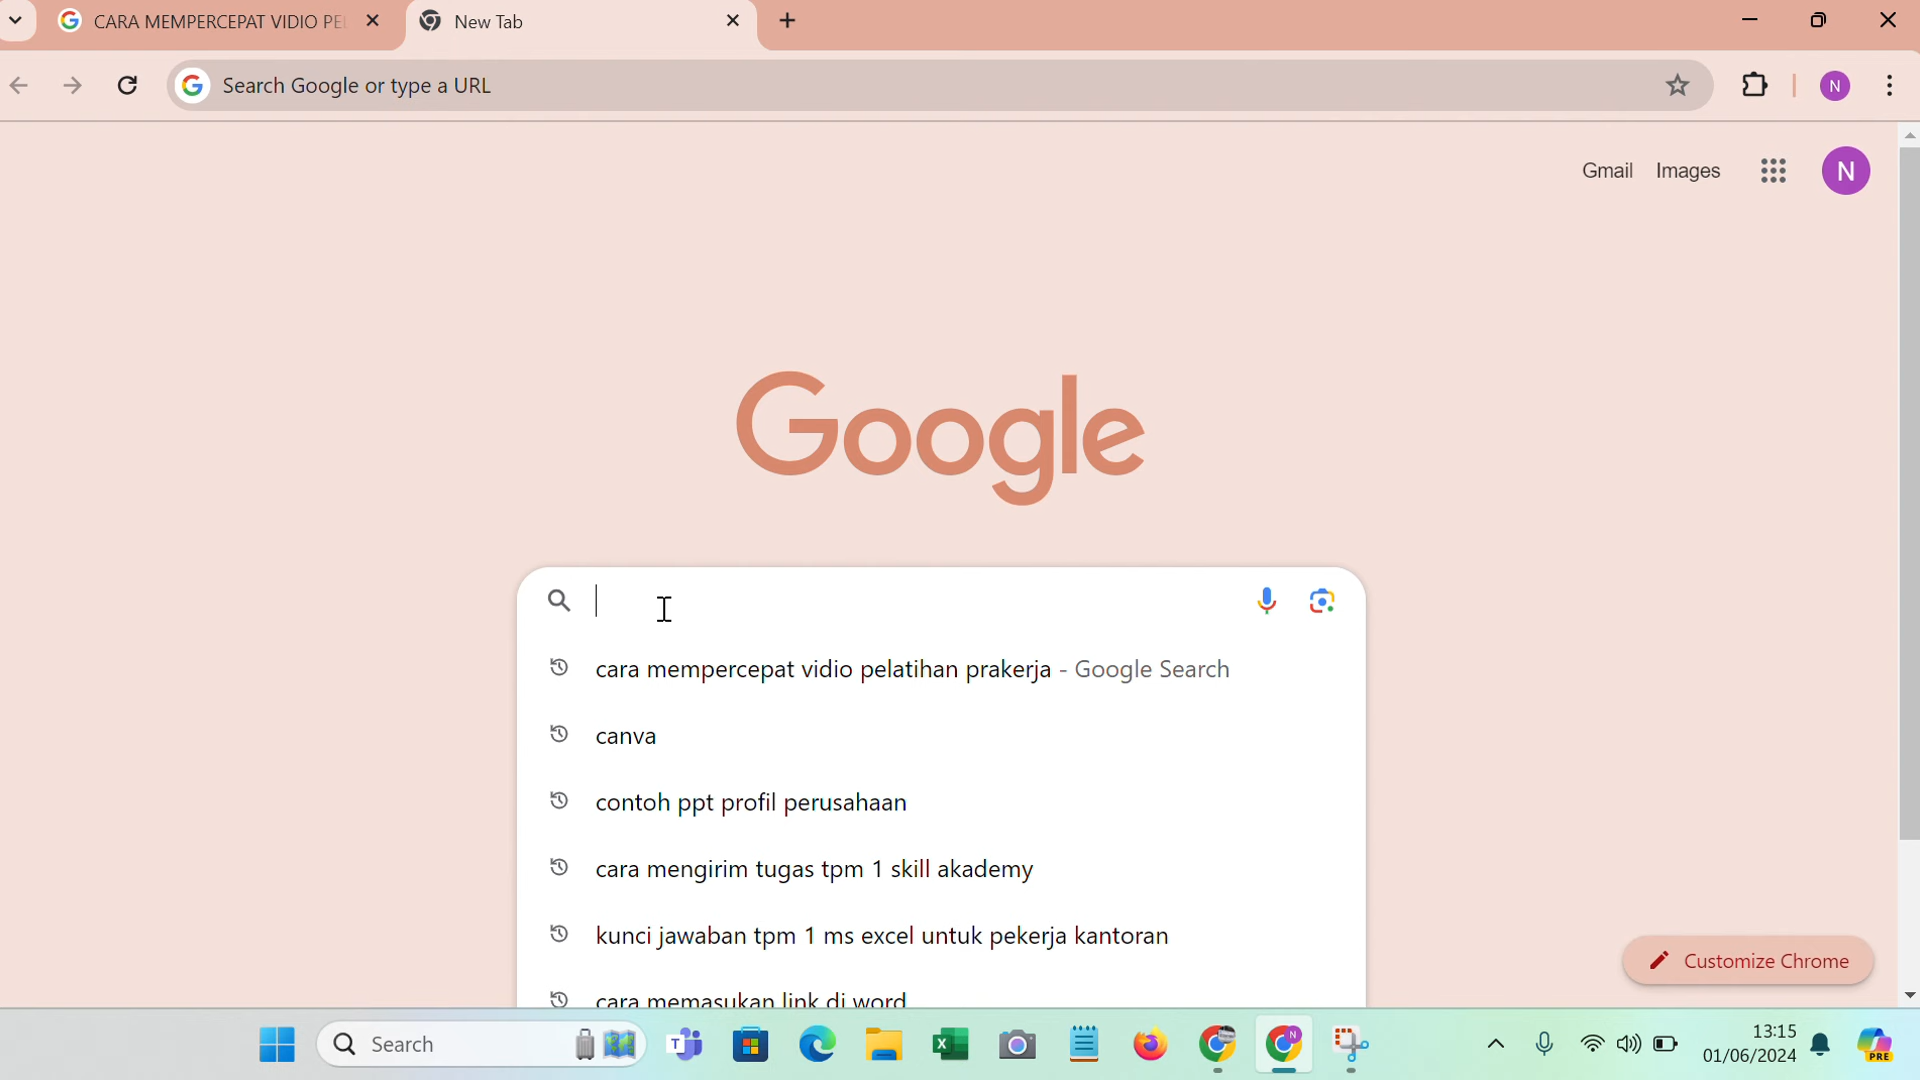 CARA MEMPERCEPAT VIDIO PE
New Tab
Search Google or type a URL
N
Gmail Images N
Google
cara mempercepat vidio pelatihan prakerja - Google Search
canva
contoh ppt profil perusahaan
cara mengirim tugas tpm 1 skill akademy
kunci jawaban tpm 1 ms excel untuk pekerja kantoran
cara memasukan link di word
Customize Chrome
Search
13:15
01/06/2024
PRE